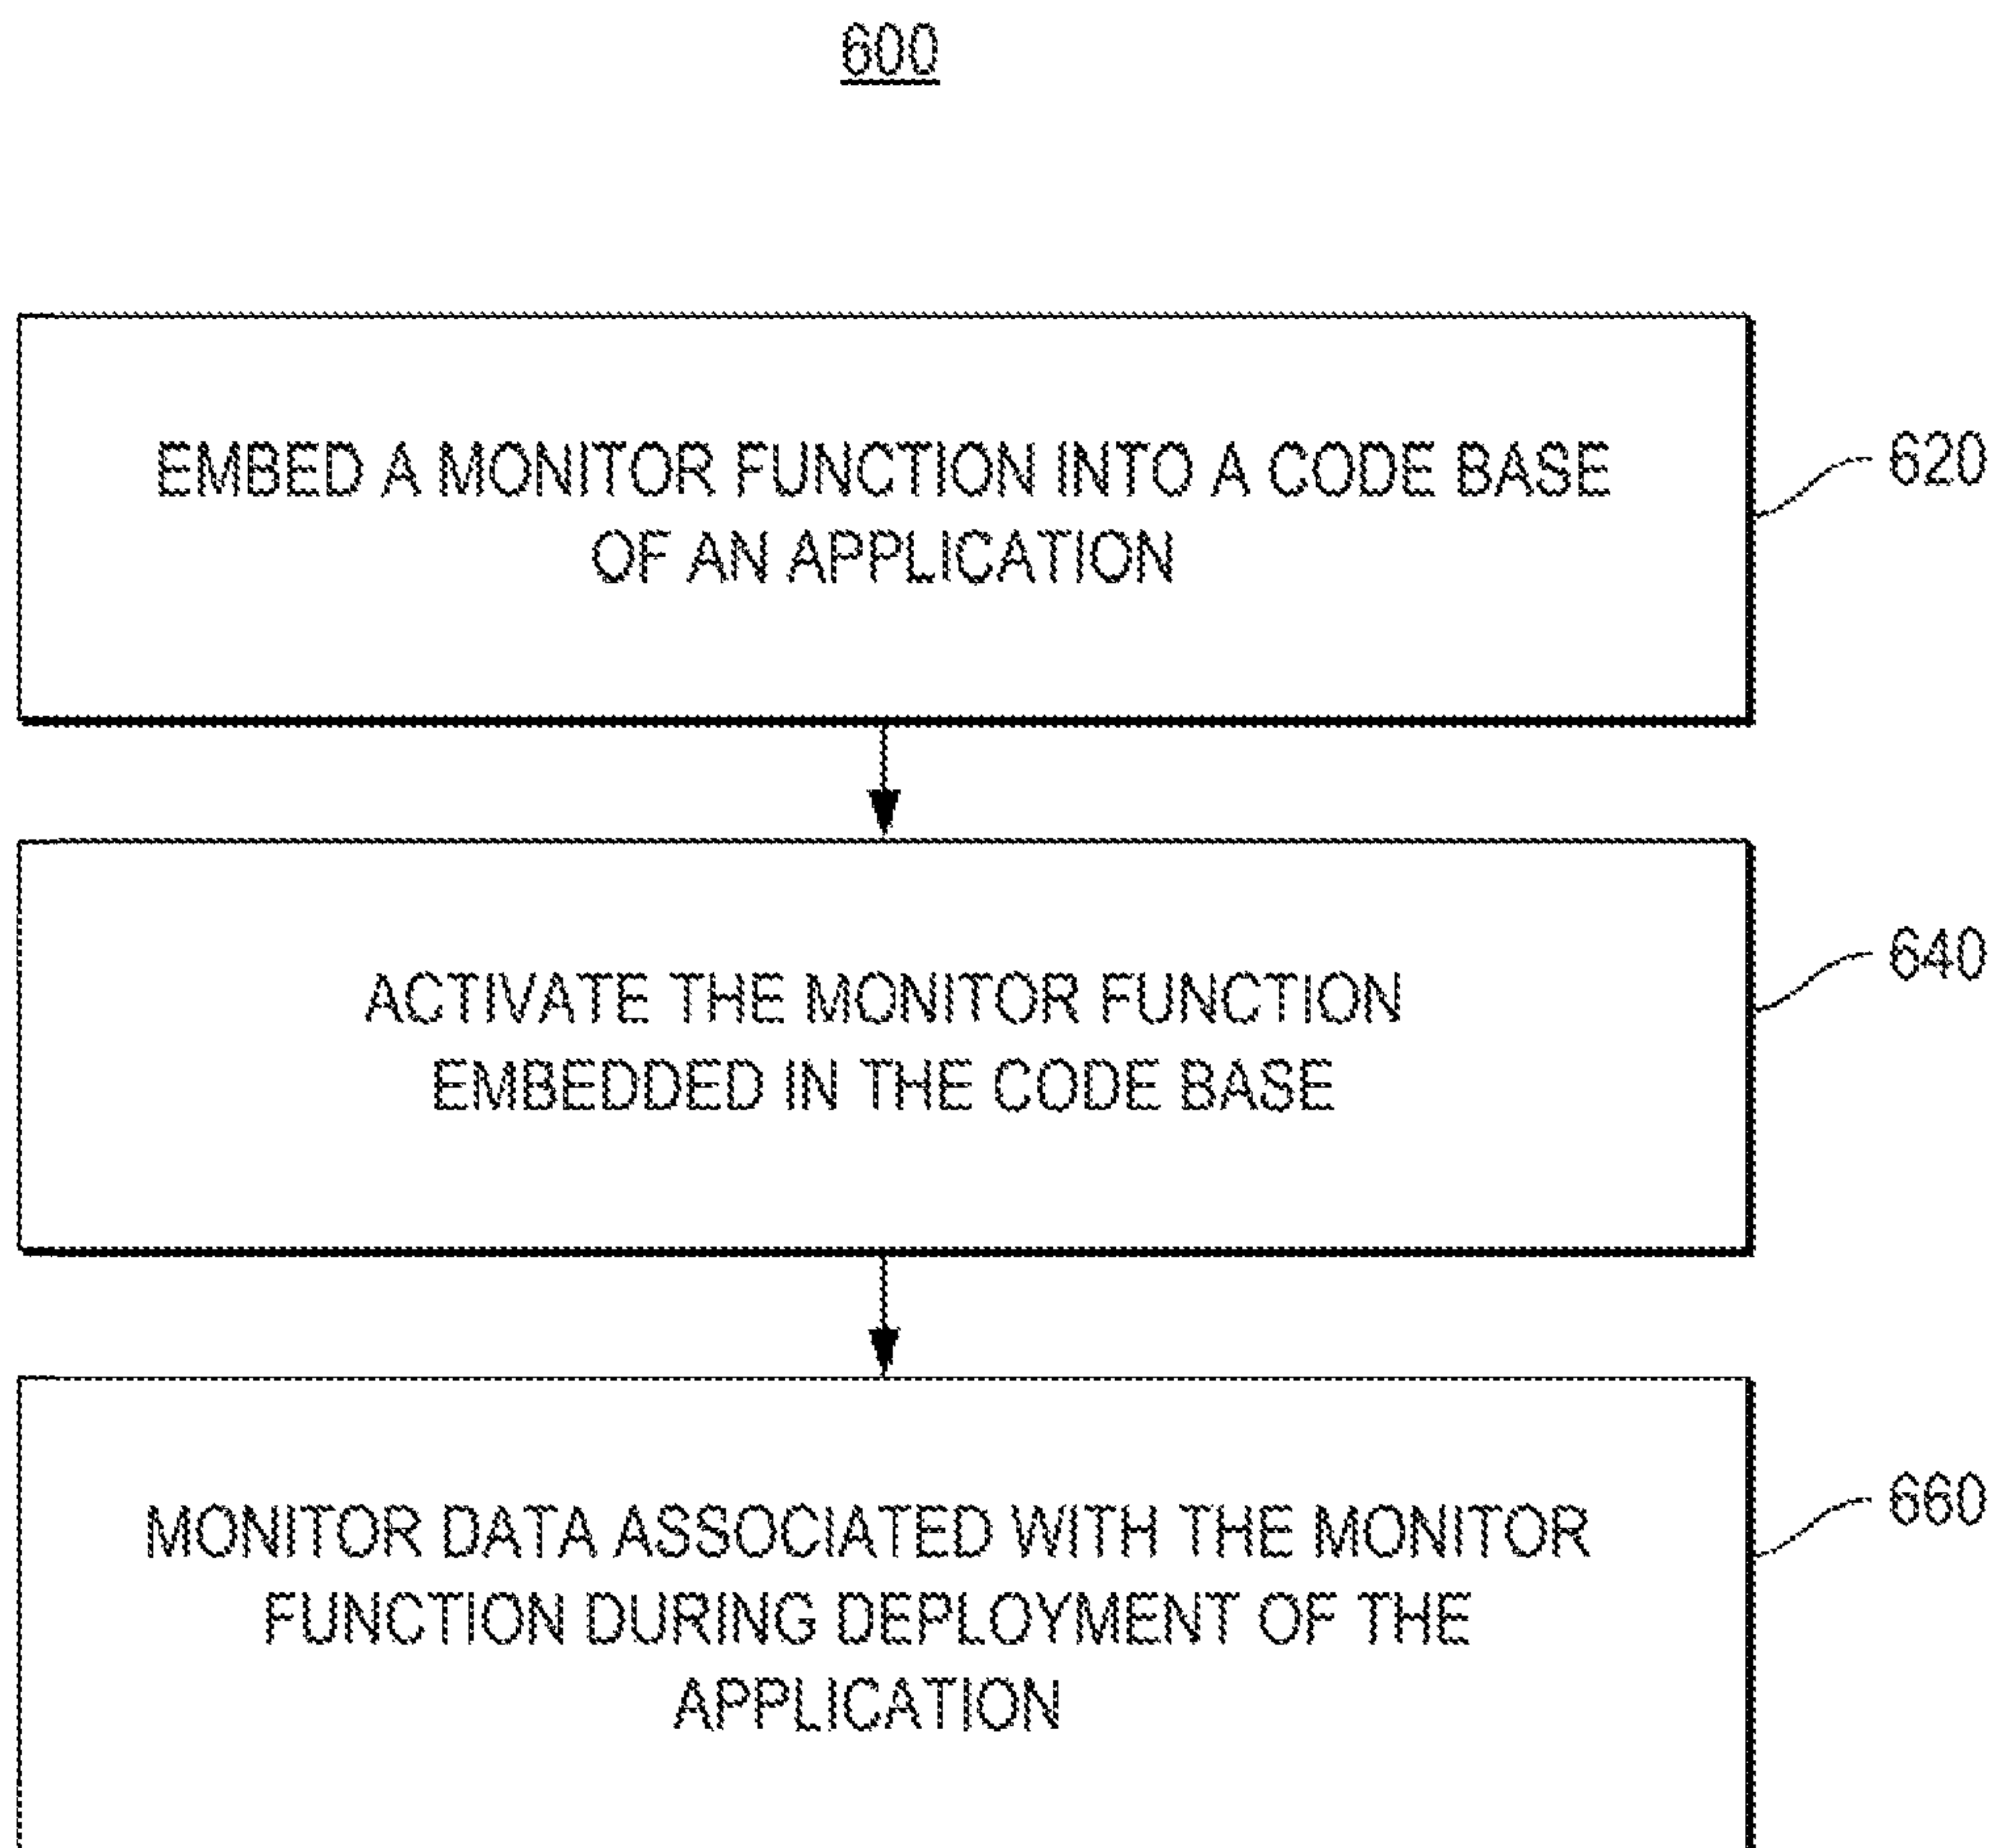 600
EMBED A MONITOR FUNCTION INTO A CODE BASE
OF AN APPLICATION
620
ACTIVATE THE MONITOR FUNCTION
EMBEDDED IN THE CODE BASE
640
MONITOR DATA ASSOCIATED WITH THE MONITOR
FUNCTION DURING DEPLOYMENT OF THE
APPLICATION
660